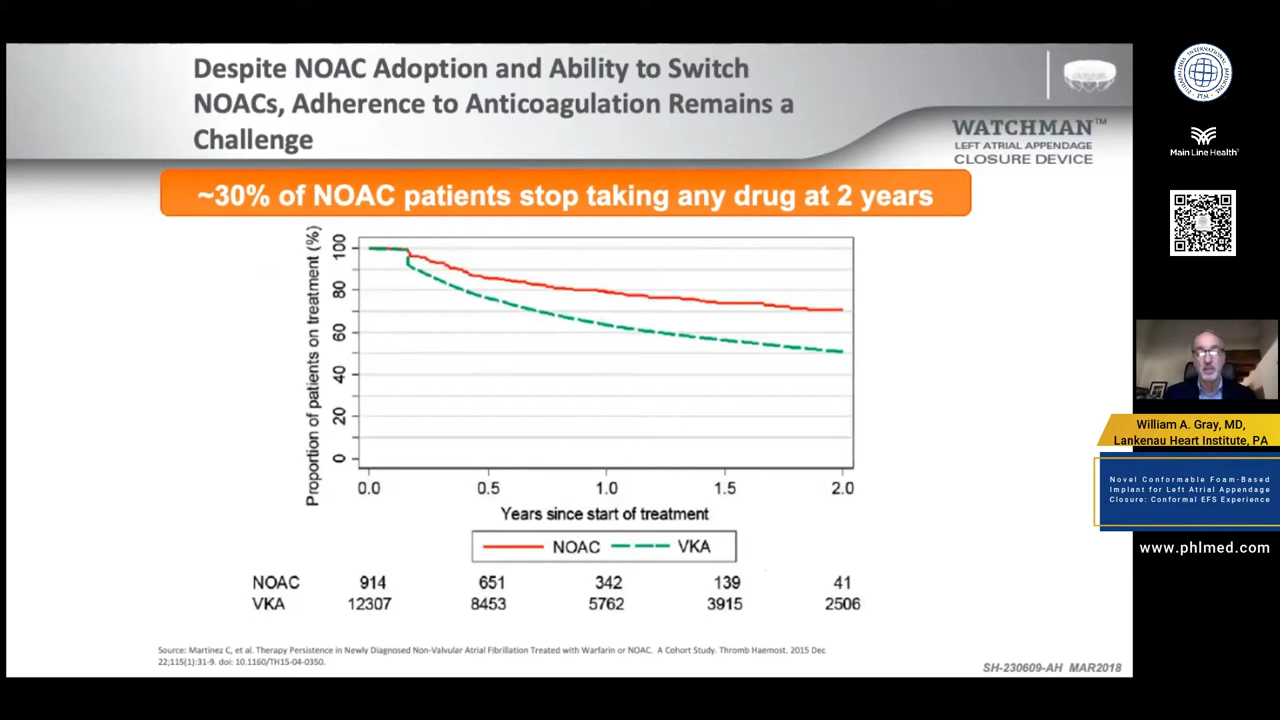 Despite NOAC Adoption and Ability to Switch
NOACs, Adherence to Anticoagulation Remains a
Challenge
WATCHMAN™
LEFT ATRIAL APPENDAGE
CLOSURE DEVICE
~30% of NOAC patients stop taking any drug at 2 years
Proportion of patients on treatment (%)
100
80
60
40
20
0
0.0 0.5 1.0 1.5 2.0
Years since start of treatment
NOAC VKA
NOAC 914 651 342 139 41
VKA 12307 8453 5762 3915 2506
Source: Martinez C, et al. Therapy Persistence in Newly Diagnosed Non-Valvular Atrial Fibrillation Treated with Warfarin or NOAC. A Cohort Study. Thromb Haemost. 2015 Dec
22;115(1):31-9. doi: 10.1160/TH15-04-0350.
SH-230609-AH MAR2018
Main Line Health®
William A. Gray, MD,
Lankenau Heart Institute, PA
Novel Conformable Foam-Based
Implant for Left Atrial Appendage
Closure: Conformal EFS Experience
www.phlmed.com